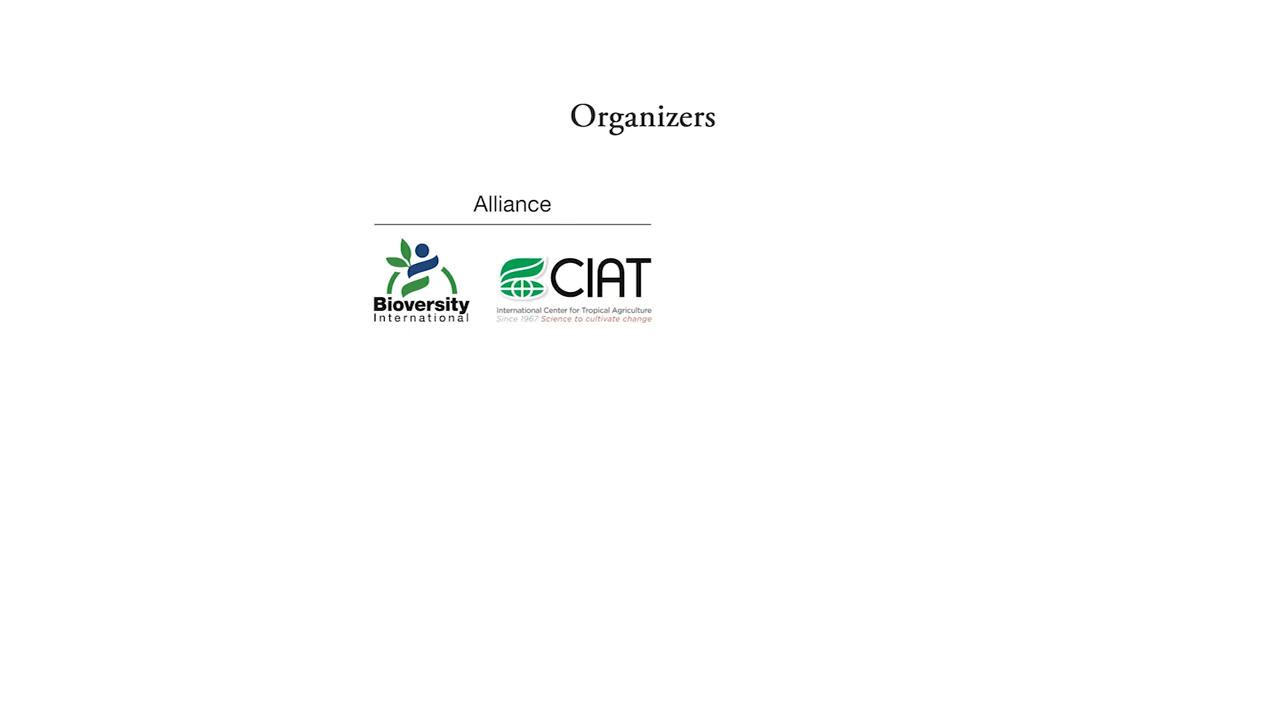 Organizers
Alliance
Bioversity
International
CIAT
International Center for Tropical Agriculture
Since 1967 Science to cultivate change